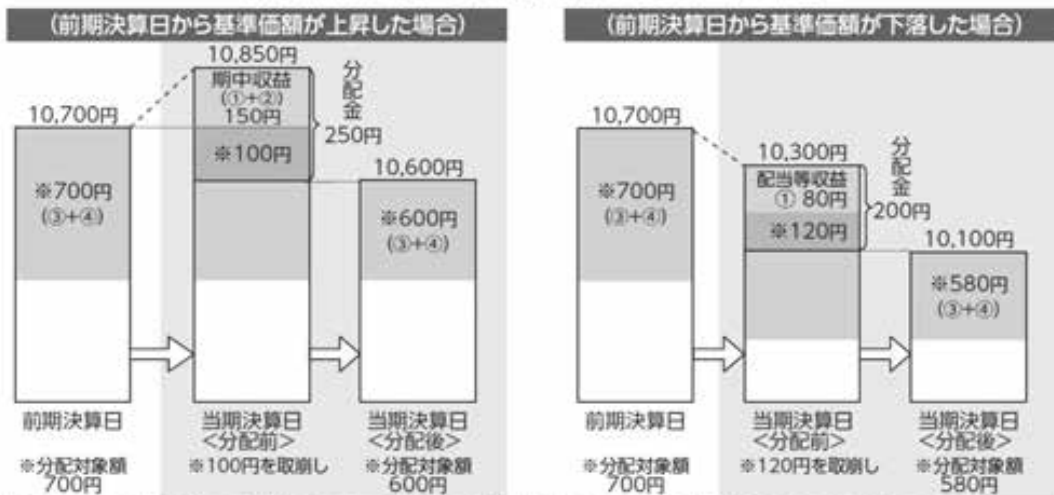 (前期決算日から基準価額が上昇した場合)
10,850円
期中収益
(①+②)
150円
※100円
分配金
250円
10,700円
※700円
(③+④)
10,600円
※600円
(③+④)
前期決算日
当期決算日
<分配前>
当期決算日
<分配後>
※分配対象額
700円
※100円を取崩し
※分配対象額
600円
(前期決算日から基準価額が下落した場合)
10,700円
※700円
(③+④)
10,300円
配当等収益
① 80円
※120円
分配金
200円
10,100円
※580円
(③+④)
前期決算日
当期決算日
<分配前>
当期決算日
<分配後>
※分配対象額
700円
※120円を取崩し
※分配対象額
580円